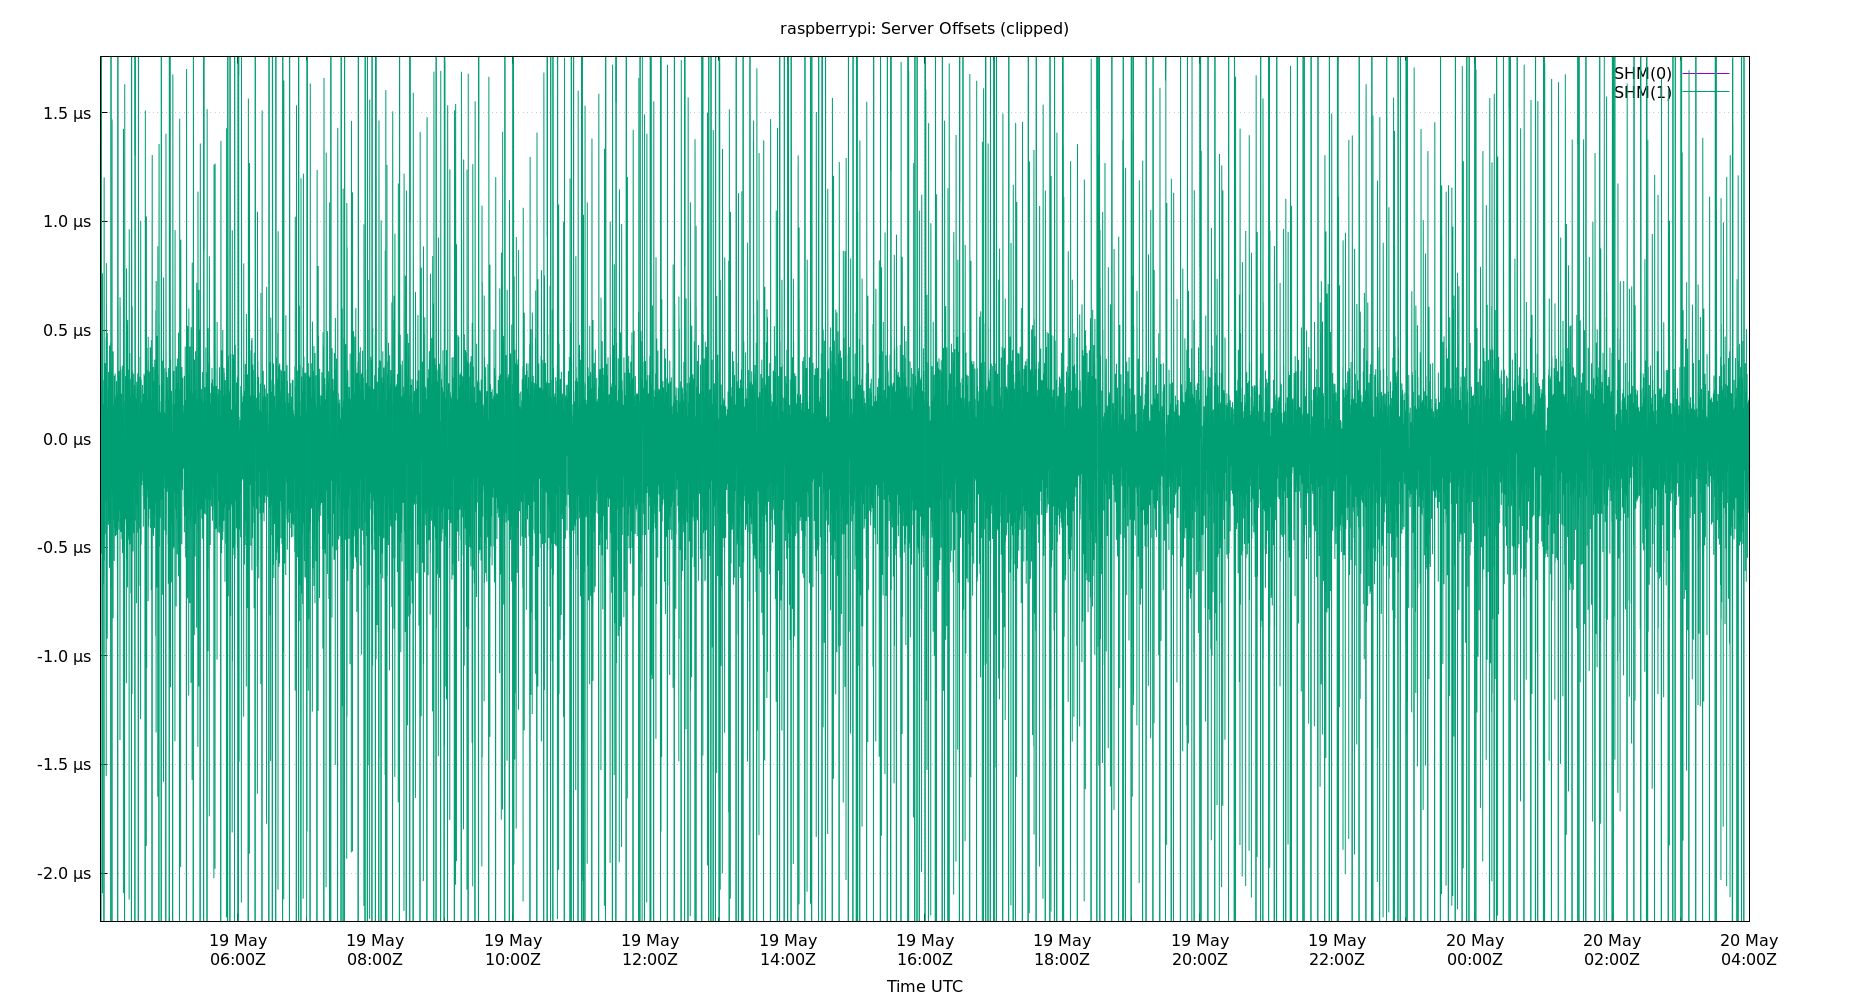 raspberrypi: Server Offsets (clipped)
SHM(0)
SHM(1)
1.5 µs
1.0 µs
0.5 µs
0.0 µs
-0.5 µs
-1.0 µs
-1.5 µs
-2.0 µs
19 May 19 May 19 May 19 May 19 May 19 May 19 May 19 May 19 May 20 May 20 May 20 May
06:00Z 08:00Z 10:00Z 12:00Z 14:00Z 16:00Z 18:00Z 20:00Z 22:00Z 00:00Z 02:00Z 04:00Z
Time UTC